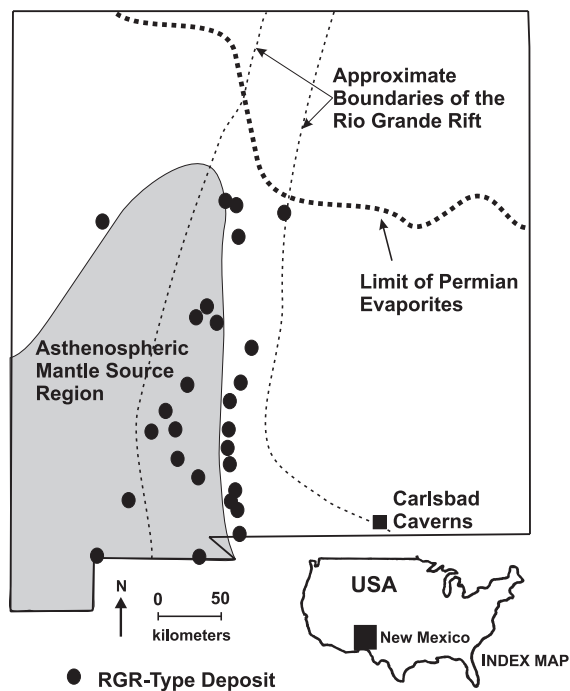 Approximate
Boundaries of the
Rio Grande Rift
Limit of Permian
Evaporites
Asthenospheric
Mantle Source
Region
Carlsbad
Caverns
N
0 50
kilometers
USA
New Mexico
INDEX MAP
RGR-Type Deposit